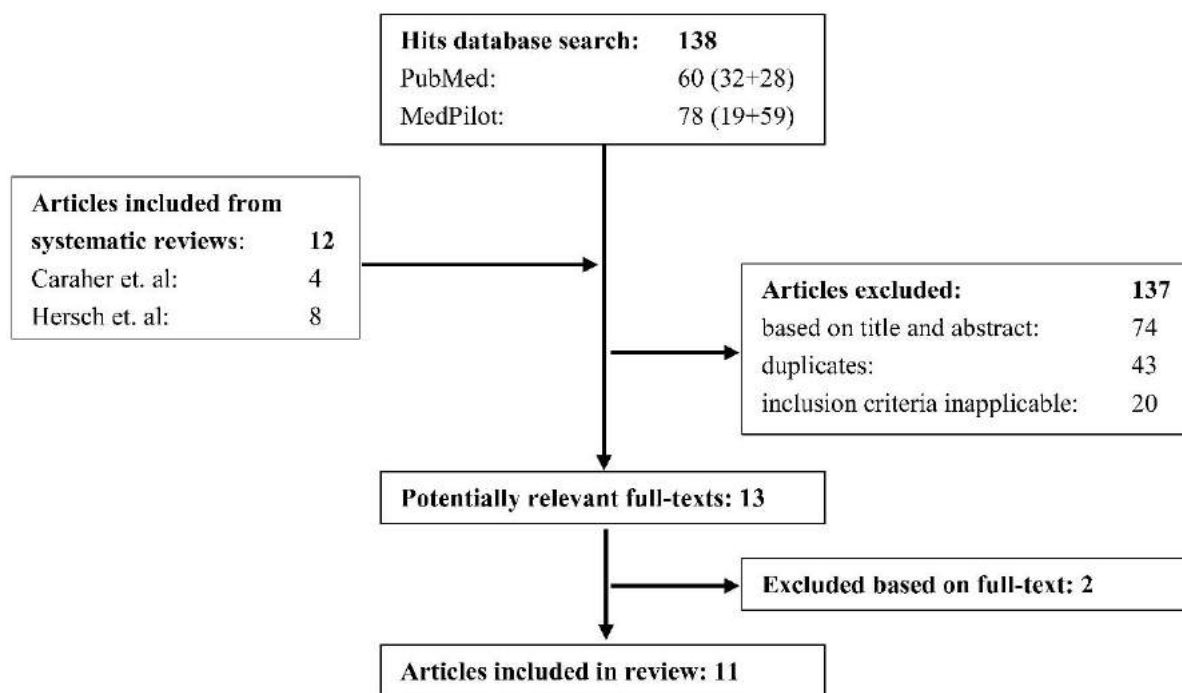 Hits database search: 138
PubMed: 60 (32+28)
MedPilot: 78 (19+59)
Articles included from
systematic reviews: 12
Caraher et. al: 4
Hersch et. al: 8
Articles excluded: 137
based on title and abstract: 74
duplicates: 43
inclusion criteria inapplicable: 20
Potentially relevant full-texts: 13
Excluded based on full-text: 2
Articles included in review: 11